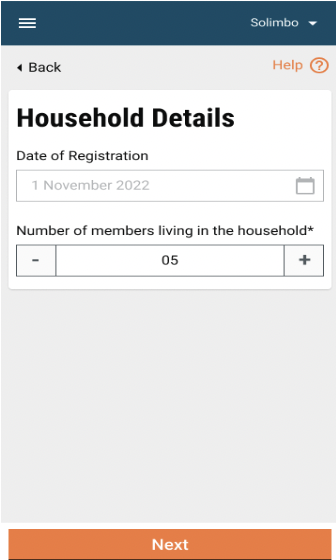 Solimbo
Back
Help ?
Household Details
Date of Registration
1 November 2022
Number of members living in the household*
- 05 +
Next